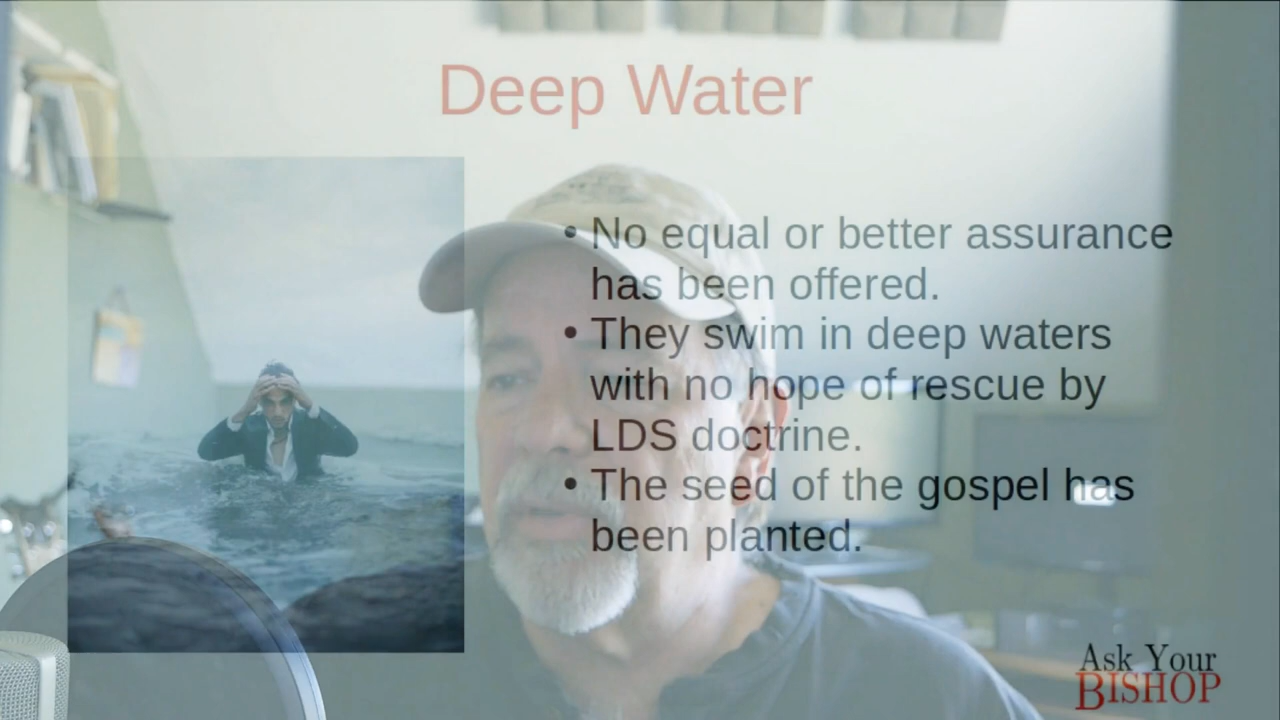 Deep Water
• No equal or better assurance
has been offered.
• They swim in deep waters
with no hope of rescue by
LDS doctrine.
• The seed of the gospel has
been planted.
Ask Your
BISHOP